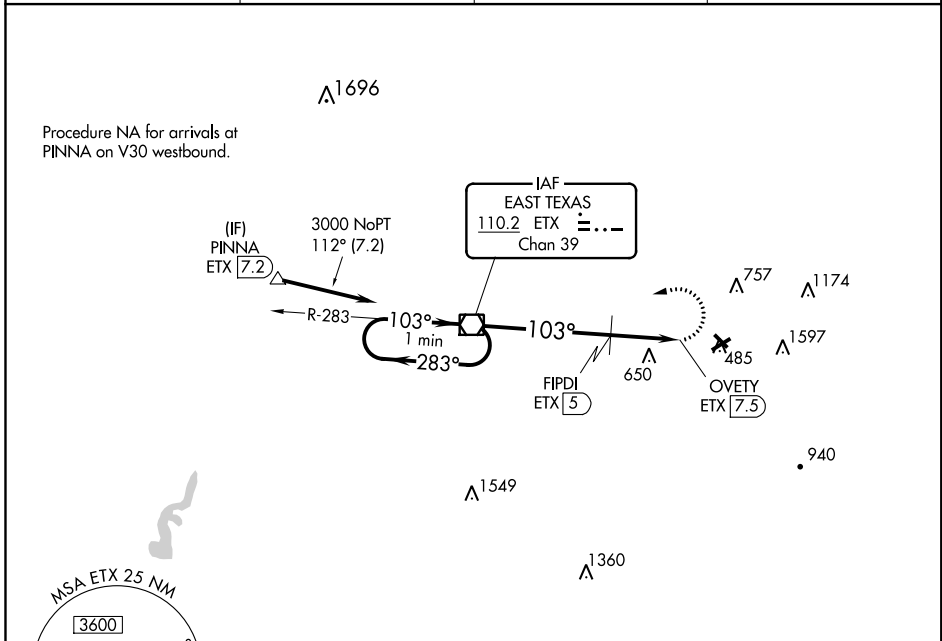 1696
Procedure NA for arrivals at
PINNA on V30 westbound.
IAF
EAST TEXAS
110.2 ETX
Chan 39
(IF)
PINNA
ETX 7.2
3000 NoPT
112° (7.2)
R-283
103°
1 min
283°
103°
757
1174
1597
485
650
FIPDI
ETX 5
OVETY
ETX 7.5
940
1549
1360
MSA ETX 25 NM
3600